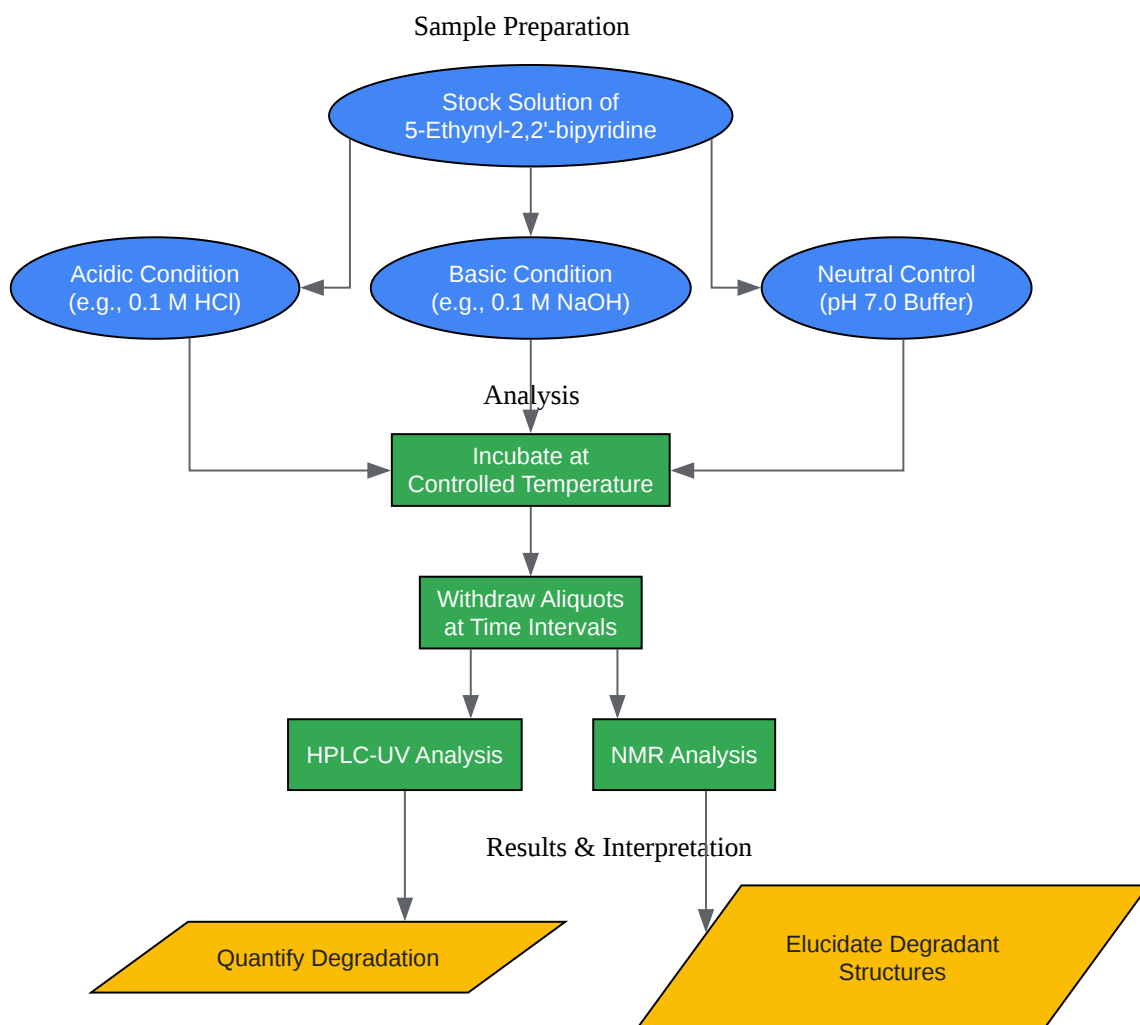 Sample Preparation
Stock Solution of
5-Ethynyl-2,2'-bipyridine
Acidic Condition
(e.g., 0.1 M HCl)
Basic Condition
(e.g., 0.1 M NaOH)
Neutral Control
(pH 7.0 Buffer)
Analysis
Incubate at
Controlled Temperature
Withdraw Aliquots
at Time Intervals
HPLC-UV Analysis
NMR Analysis
Results & Interpretation
Quantify Degradation
Elucidate Degradant
Structures